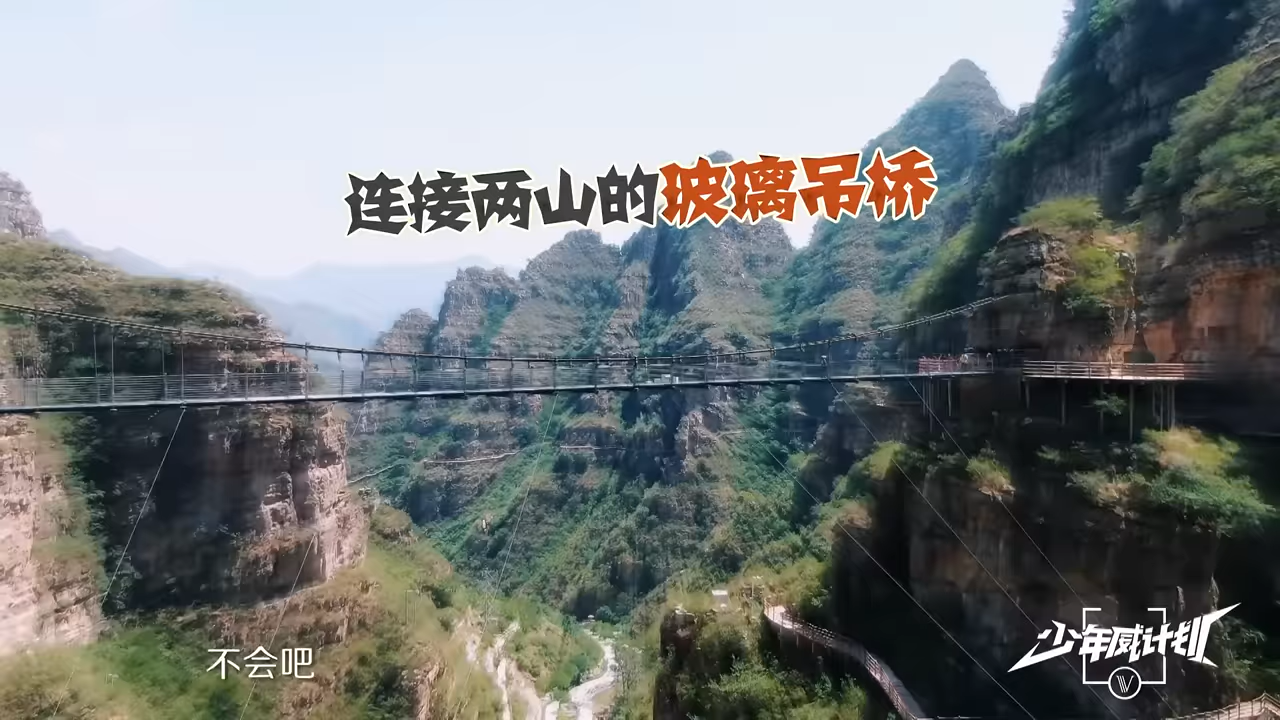 连接两山的玻璃吊桥
不会吧
少年威计划